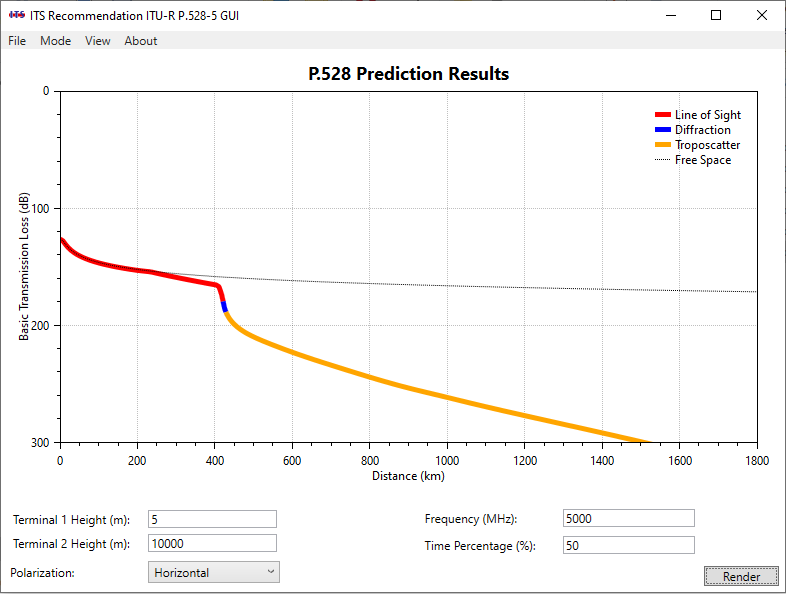 ITS ITS Recommendation ITU-R P.528-5 GUI
File Mode View About
P.528 Prediction Results
Basic Transmission Loss (dB)
0
100
200
300
Line of Sight
Diffraction
Troposcatter
Free Space
0 200 400 600 800 1000 1200 1400 1600 1800
Distance (km)
Terminal 1 Height (m): 5
Frequency (MHz): 5000
Terminal 2 Height (m): 10000
Time Percentage (%): 50
Polarization: Horizontal
Render